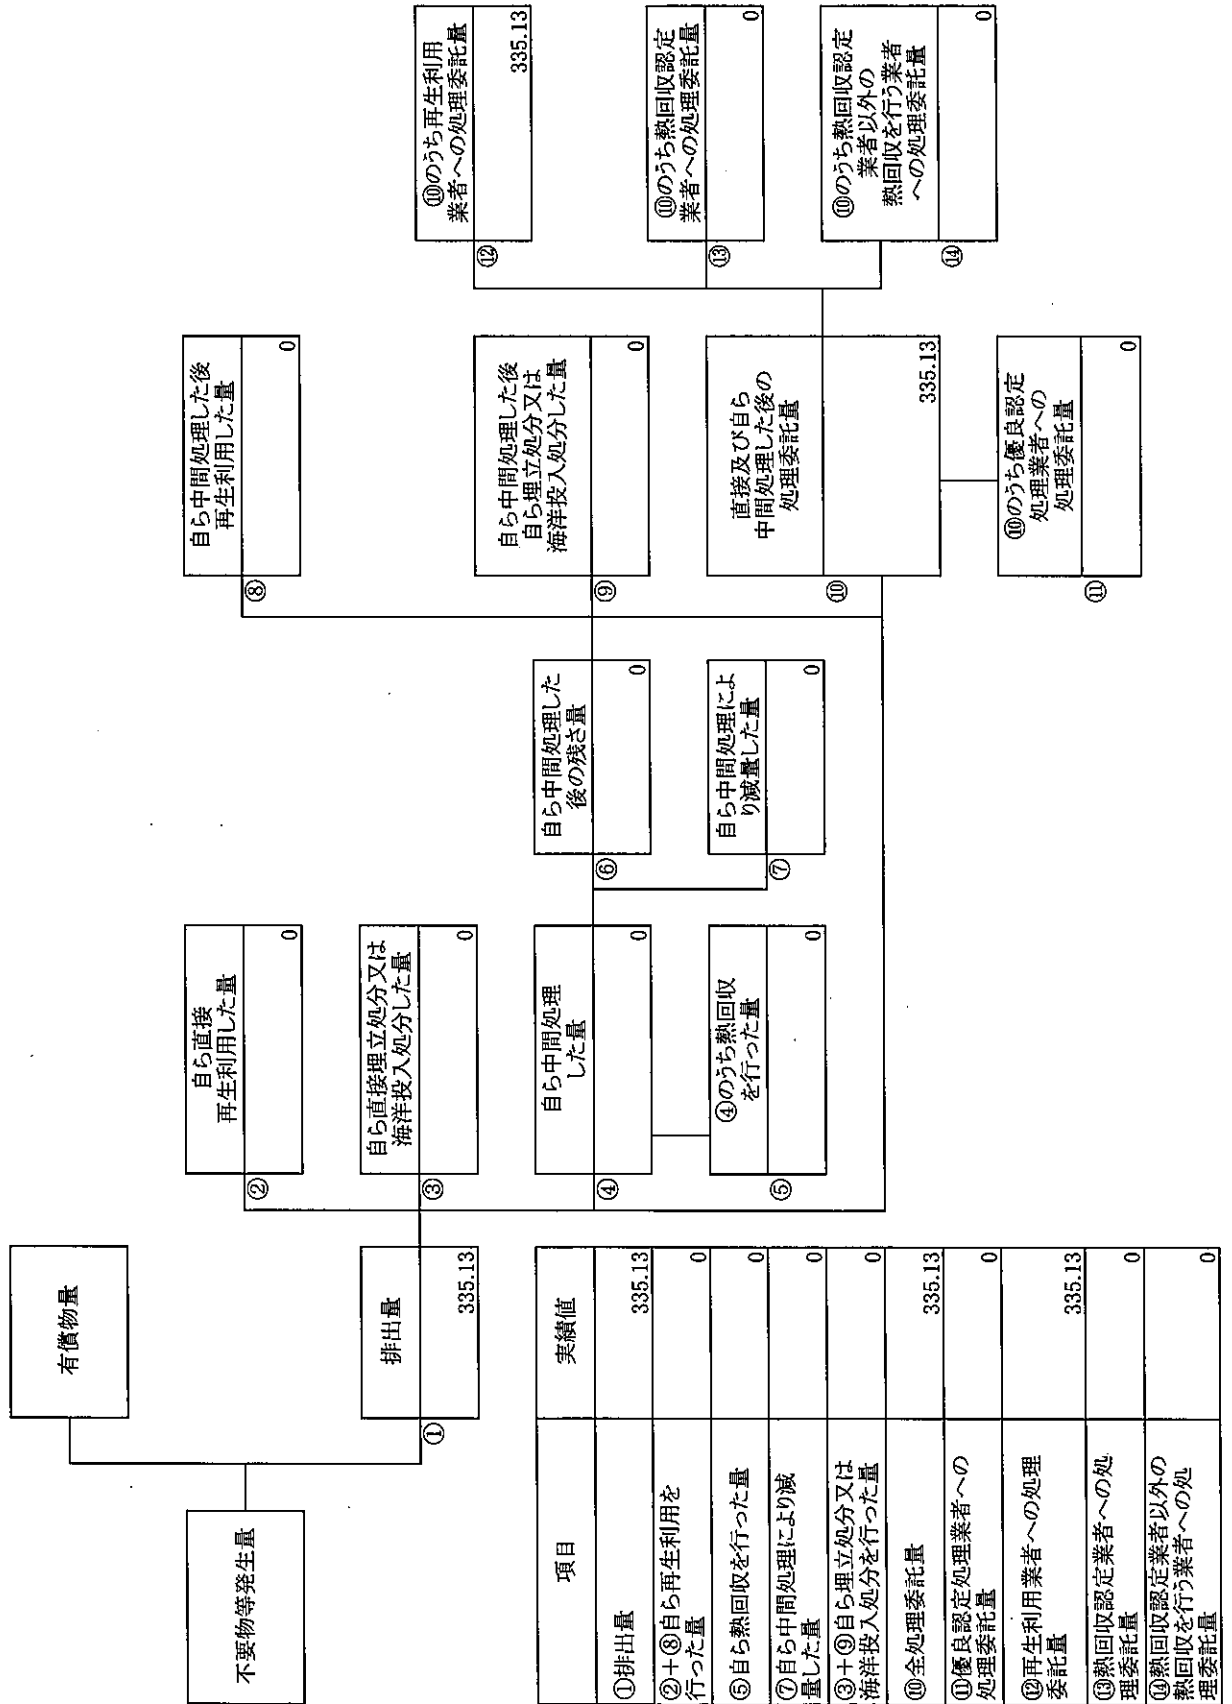 不要物等発生量
有償物量
①
排出量
335.13
②
自ら直接
再生利用した量
0
③
自ら直接埋立処分又は
海洋投入処分した量
0
④
自ら中間処理
した量
0
⑤
④のうち熱回収
を行った量
0
⑥
自ら中間処理した
後の残さ量
0
⑦
自ら中間処理によ
り減量した量
0
⑧
自ら中間処理した後
再生利用した量
0
⑨
自ら中間処理した後
自ら埋立処分又は
海洋投入処分した量
0
⑩
直接及び自ら
中間処理した後の
処理委託量
335.13
⑪
⑩のうち優良認定
処理業者への
処理委託量
0
⑫
⑩のうち再生利用
業者への処理委託量
335.13
⑬
⑩のうち熱回収認定
業者への処理委託量
0
⑭
⑩のうち熱回収認定
業者以外の
熱回収を行う業者
への処理委託量
0
項目 実績値
①排出量 335.13
②+⑧自ら再生利用を
行った量 0
⑤自ら熱回収を行った量 0
⑦自ら中間処理により減
量した量 0
③+⑨自ら埋立処分又は
海洋投入処分を行った量 0
⑩全処理委託量 335.13
⑪優良認定処理業者への
処理委託量 0
⑫再生利用業者への処理
委託量 335.13
⑬熱回収認定業者への処
理委託量 0
⑭熱回収認定業者以外の
熱回収を行う業者への処
理委託量 0